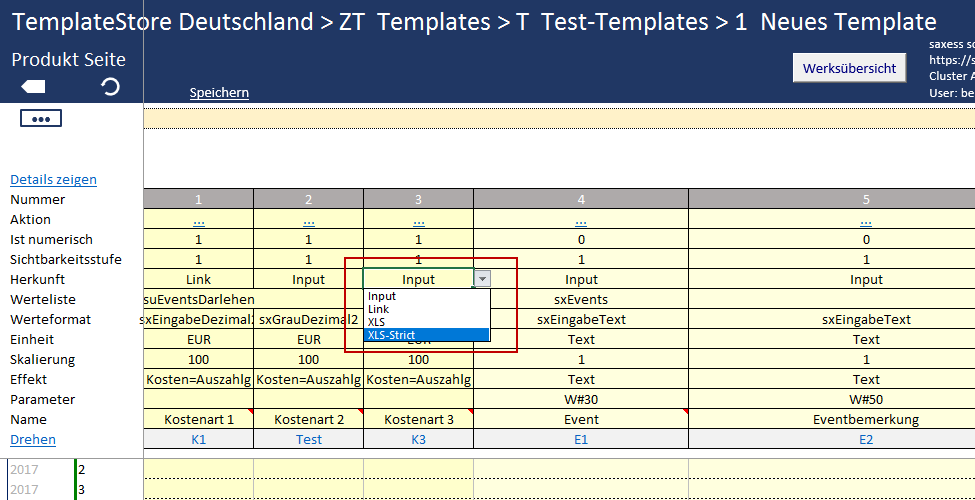 TemplateStore Deutschland > ZT Templates > T Test-Templates > 1 Neues Template
saxess so
Produkt Seite
https://s
Werksübersicht
Cluster A
Speichern
User: be
•••
Details zeigen
Nummer 1 2 3 4 5
Aktion ... ... ... ... ...
Ist numerisch 1 1 1 0 0
Sichtbarkeitsstufe 1 1 1 1 1
Herkunft Link Input Input Input Input
Input
Werteliste suEventsDarlehen sxEvents
Link
Werteformat sxEingabeDezimal2 sxGrauDezimal2 sxEingabeText sxEingabeText
XLS
XLS-Strict
Einheit EUR EUR EUR Text Text
Skalierung 100 100 100 1 1
Effekt Kosten=Auszahlg Kosten=Auszahlg Kosten=Auszahlg Text Text
Parameter W#30 W#50
Name Kostenart 1 Kostenart 2 Kostenart 3 Event Eventbemerkung
Drehen K1 Test K3 E1 E2
2017 2
2017 3